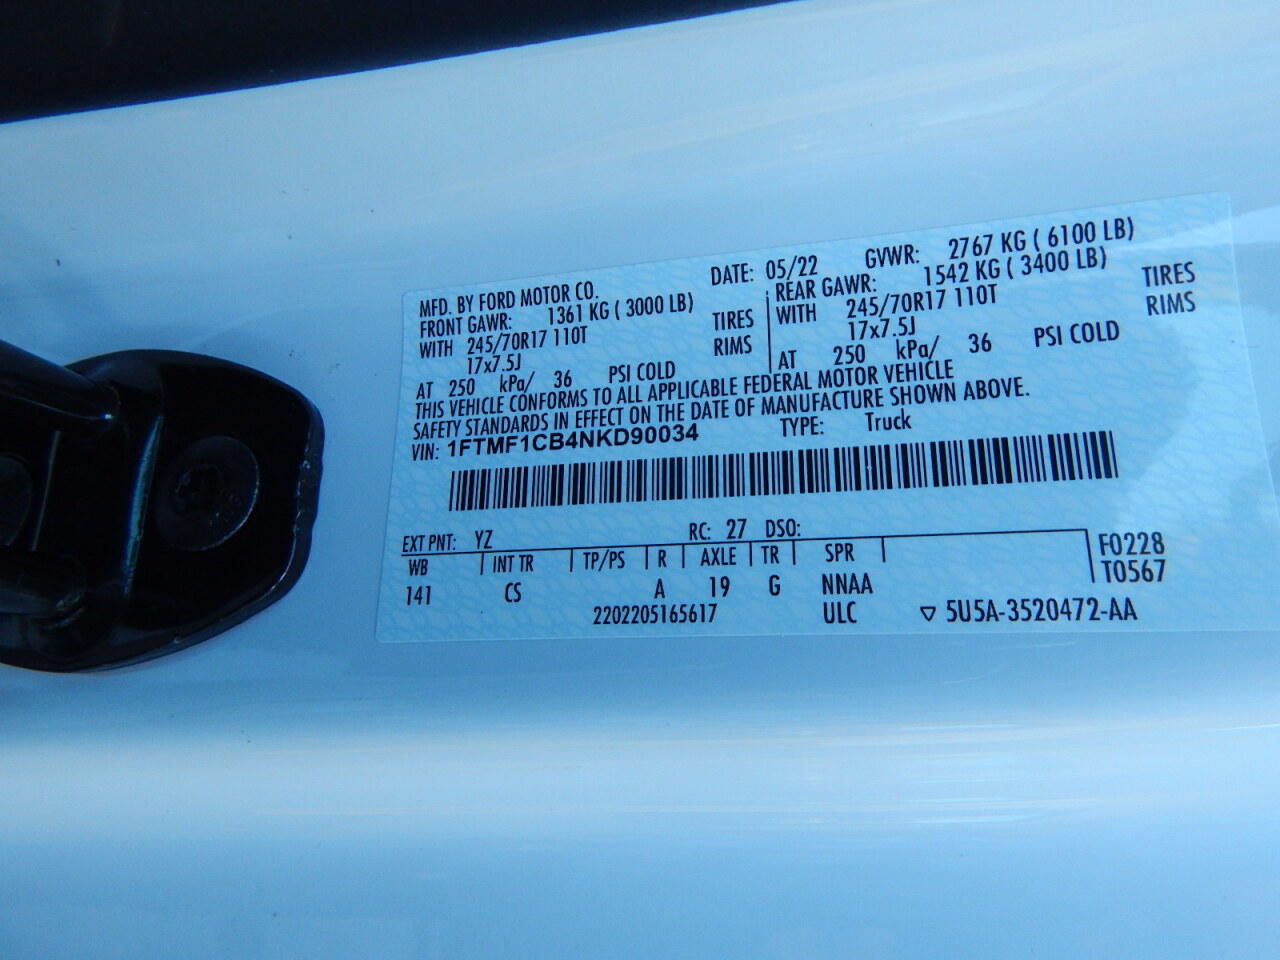 MFD. BY FORD MOTOR CO. DATE: 05/22 GVWR: 2767 KG ( 6100 LB)
FRONT GAWR: 1361 KG ( 3000 LB) REAR GAWR: 1542 KG ( 3400 LB)
WITH 245/70R17 110T TIRES WITH 245/70R17 110T TIRES
17x7.5J RIMS 17x7.5J RIMS
AT 250 kPa/ 36 PSI COLD AT 250 kPa/ 36 PSI COLD
THIS VEHICLE CONFORMS TO ALL APPLICABLE FEDERAL MOTOR VEHICLE
SAFETY STANDARDS IN EFFECT ON THE DATE OF MANUFACTURE SHOWN ABOVE.
VIN: 1FTMF1CB4NKD90034 TYPE: Truck
EXT PNT: YZ RC: 27 DSO:
WB INT TR TP/PS R AXLE TR SPR F0228
141 CS A 19 G NNAA T0567
2202205165617 ULC ▽ 5U5A-3520472-AA